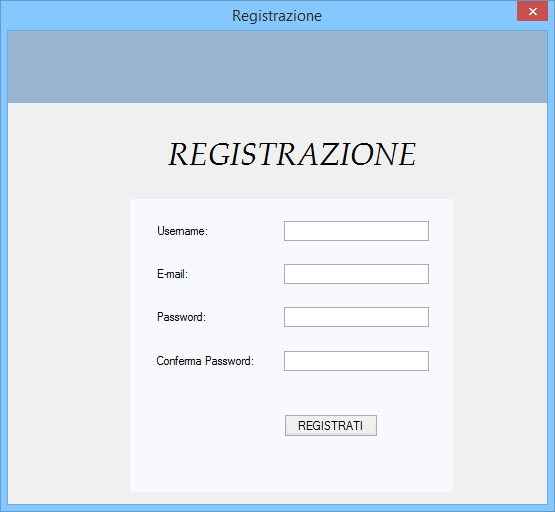 Registrazione
REGISTRAZIONE
Username:
E-mail:
Password:
Conferma Password:
REGISTRATI